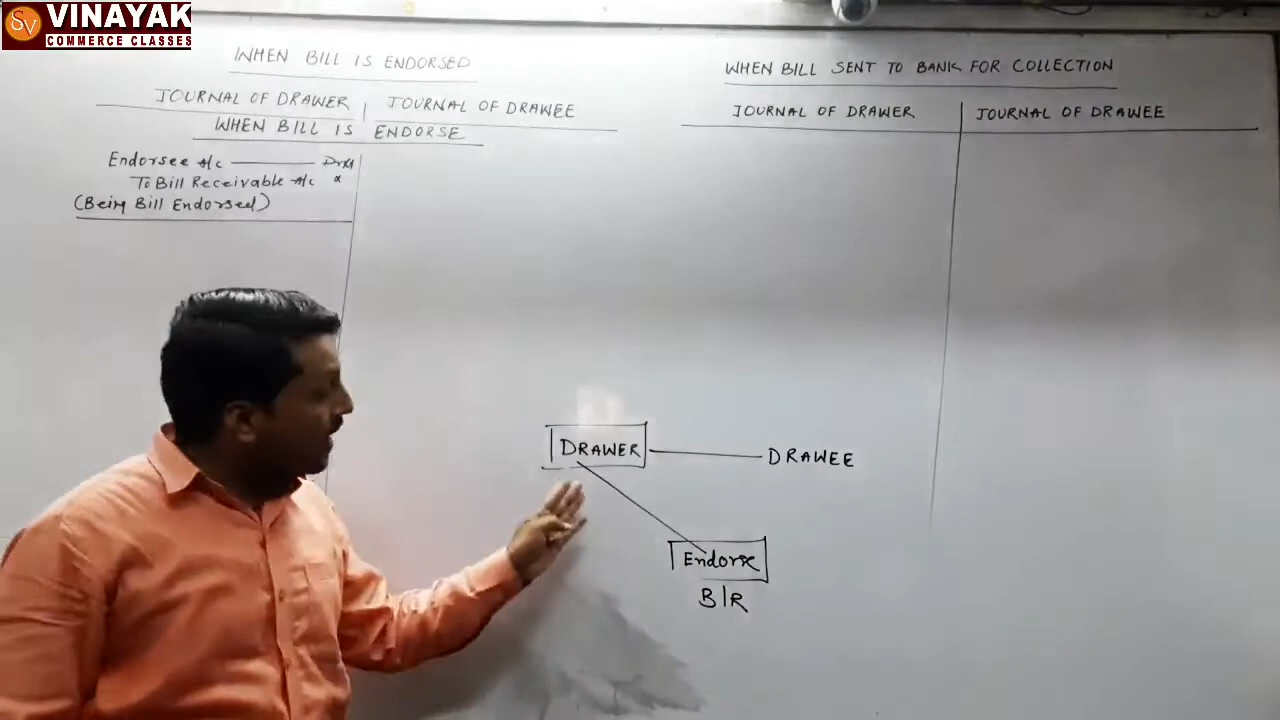 SV VINAYAK
COMMERCE CLASSES
WHEN BILL IS ENDORSED
JOURNAL OF DRAWER
JOURNAL OF DRAWEE
WHEN BILL IS ENDORSE
Endorsee A/c
To Bill Receivable A/c x
(Being Bill Endorsed)
WHEN BILL SENT TO BANK FOR COLLECTION
JOURNAL OF DRAWER
JOURNAL OF DRAWEE
DRAWER
DRAWEE
B/R